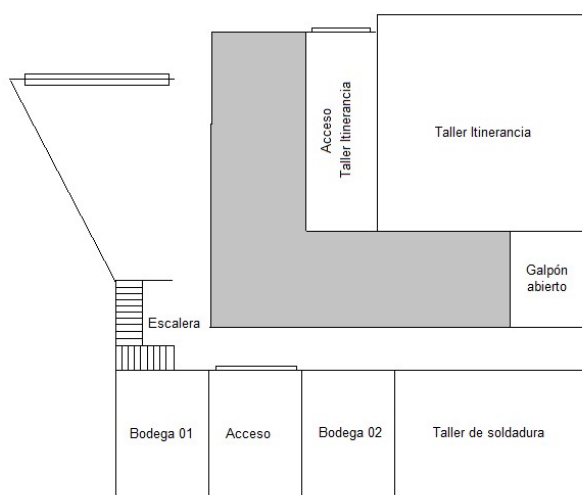 Acceso
Taller Itinerancia
Taller Itinerancia
Galpón
abierto
Escalera
Bodega 01
Acceso
Bodega 02
Taller de soldadura